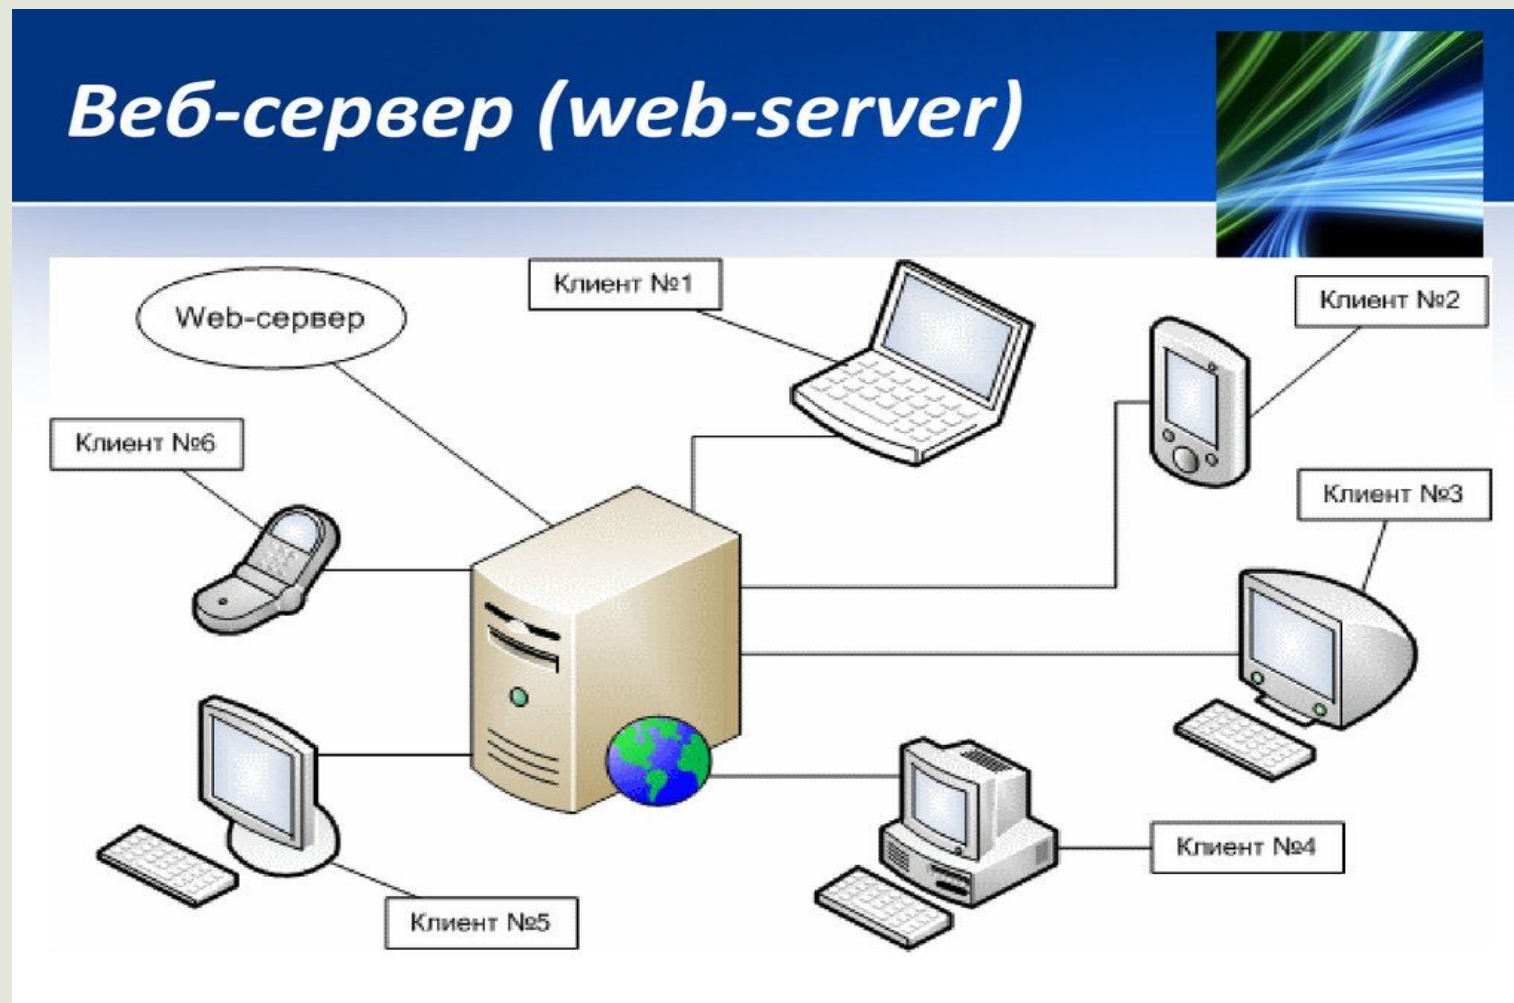 Веб-сервер (web-server)
Web-сервер
Клиент №1
Клиент №2
Клиент №6
Клиент №3
Клиент №4
Клиент №5